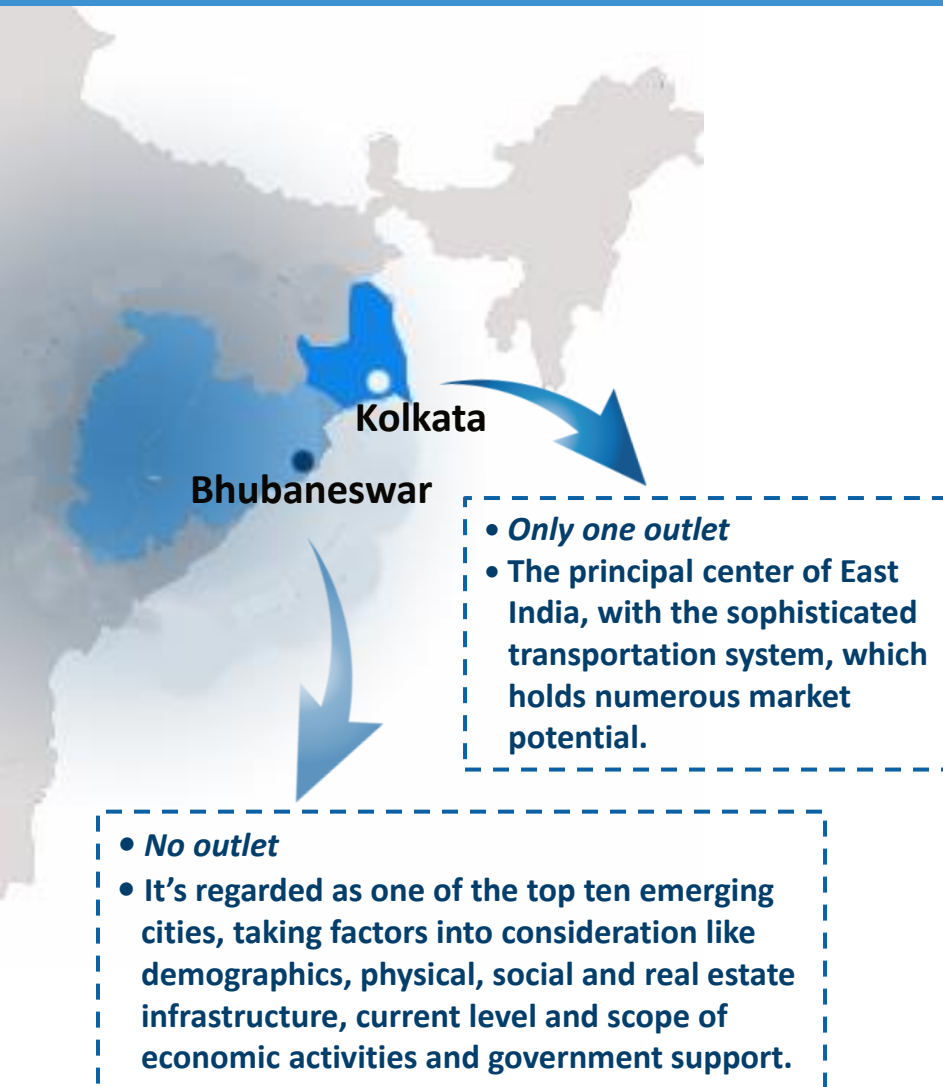 Kolkata
Bhubaneswar
• Only one outlet
• The principal center of East
India, with the sophisticated
transportation system, which
holds numerous market
potential.
• No outlet
• It’s regarded as one of the top ten emerging
cities, taking factors into consideration like
demographics, physical, social and real estate
infrastructure, current level and scope of
economic activities and government support.